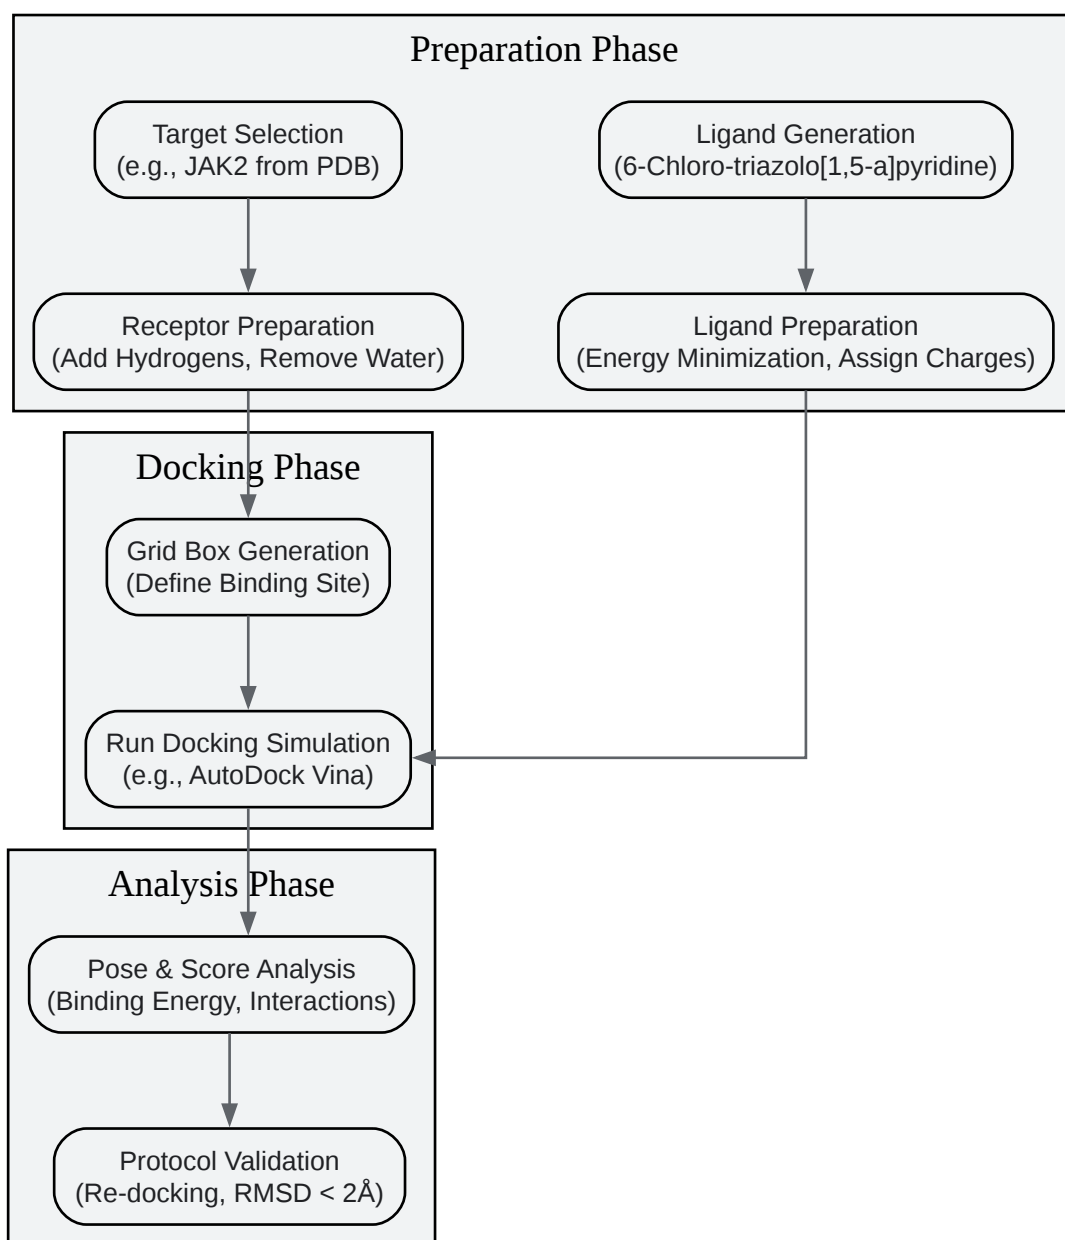 Preparation Phase
Target Selection
(e.g., JAK2 from PDB)
Ligand Generation
(6-Chloro-triazolo[1,5-a]pyridine)
Receptor Preparation
(Add Hydrogens, Remove Water)
Ligand Preparation
(Energy Minimization, Assign Charges)
Docking Phase
Grid Box Generation
(Define Binding Site)
Run Docking Simulation
(e.g., AutoDock Vina)
Analysis Phase
Pose & Score Analysis
(Binding Energy, Interactions)
Protocol Validation
(Re-docking, RMSD < 2Å)